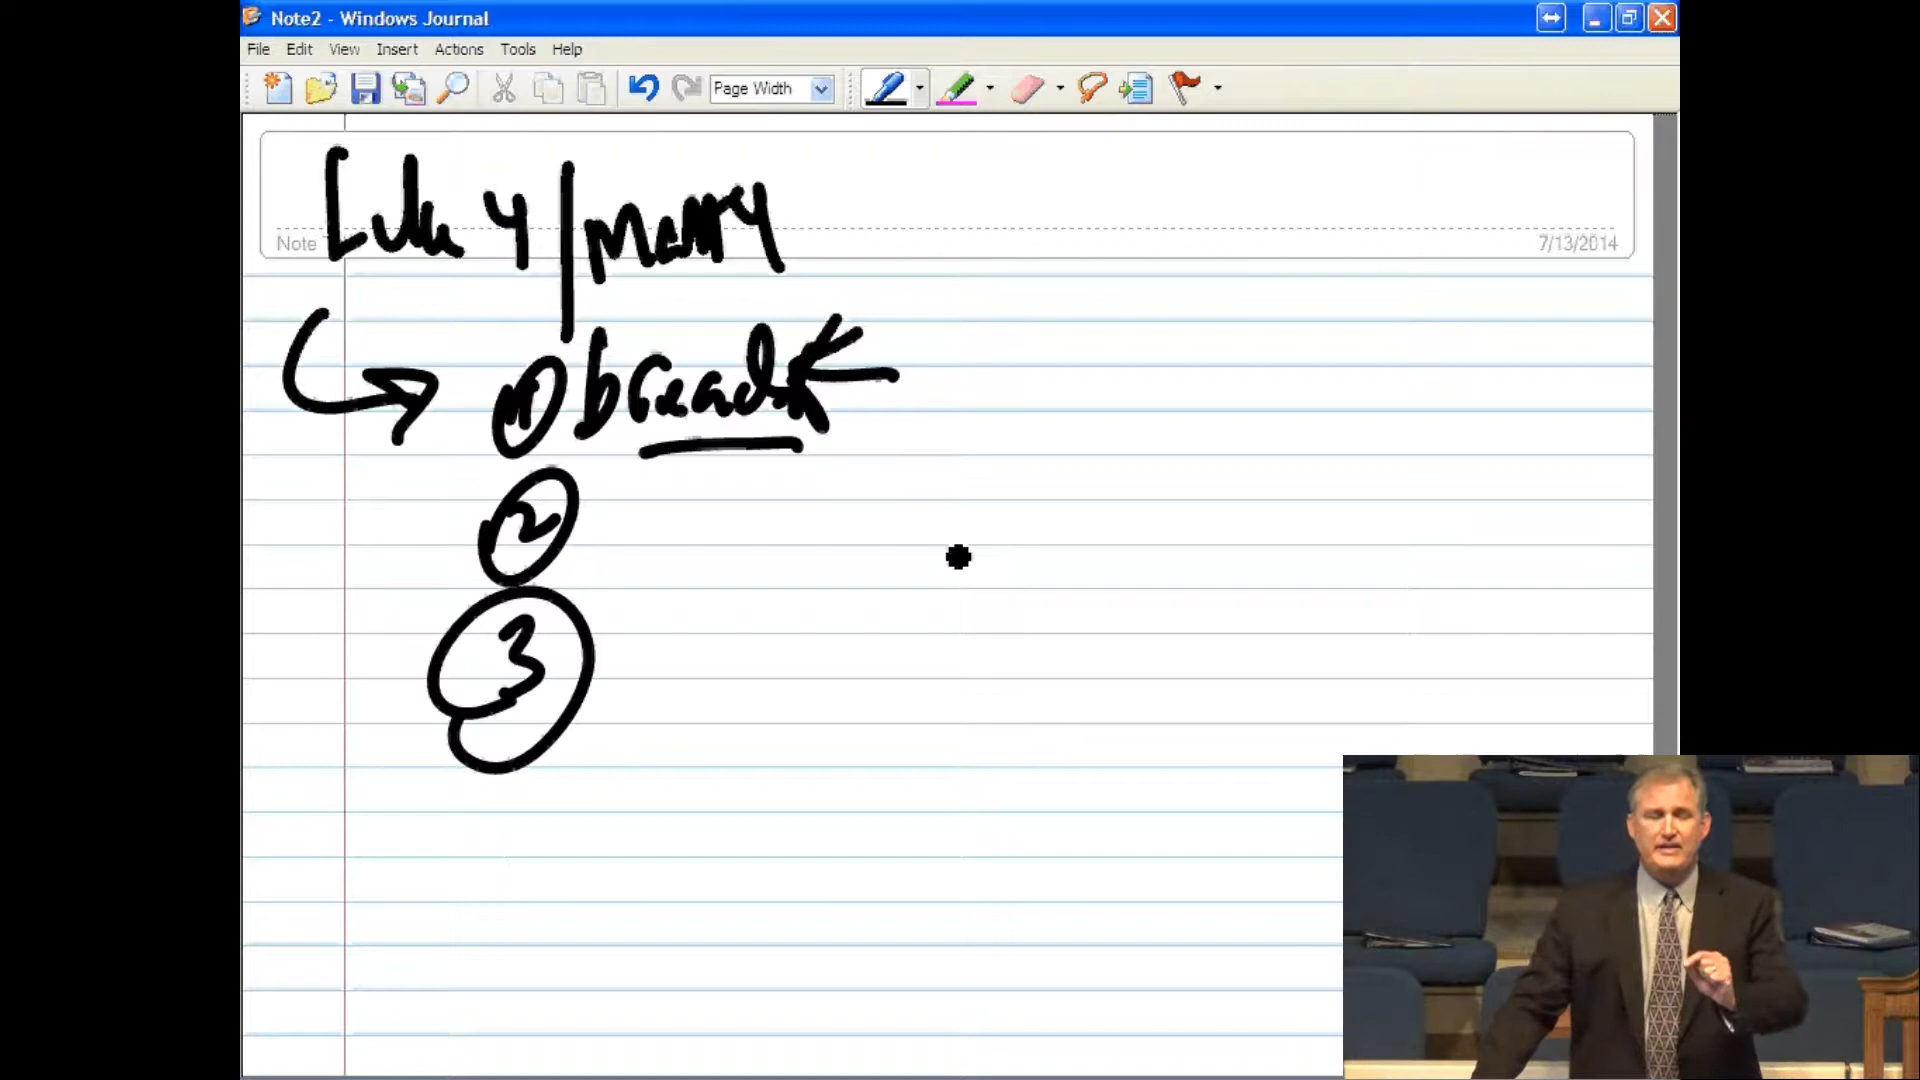 Note2 - Windows Journal
File Edit View Insert Actions Tools Help
Page Width
Luke 4
Note
7/13/2014
1 bread
2
3